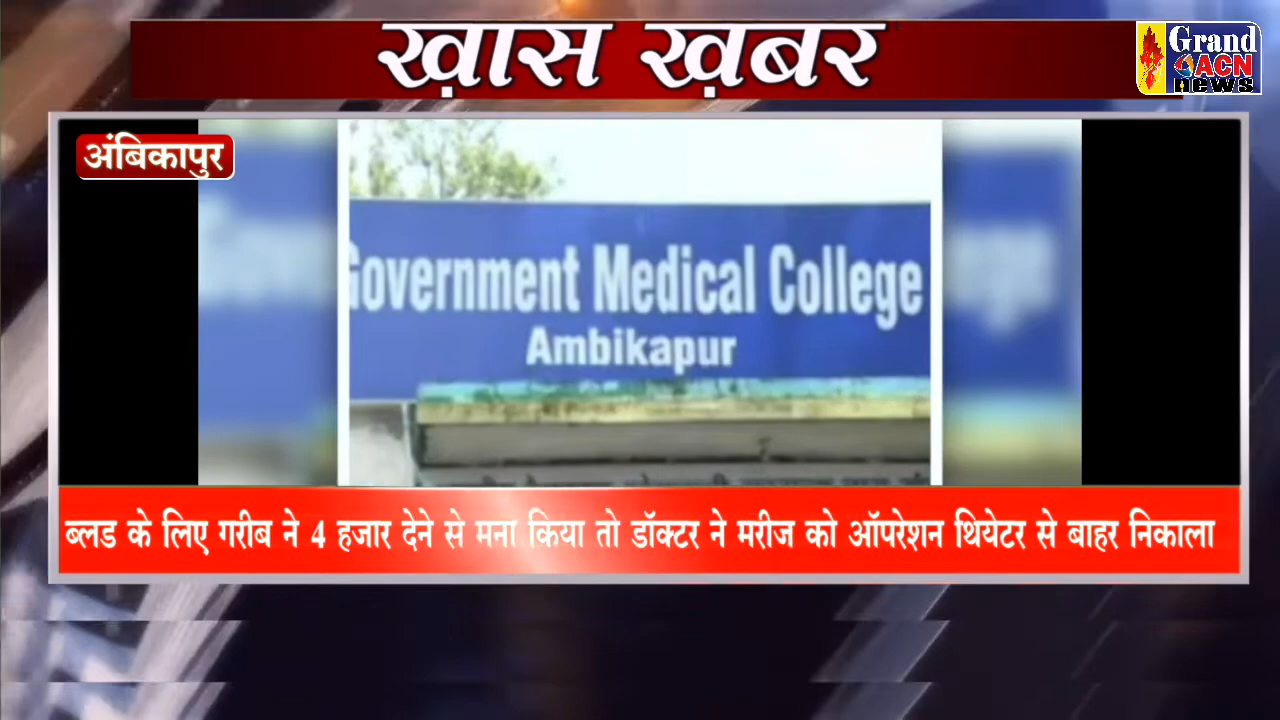 ख़ास ख़बर
Grand
ACN
news
अंबिकापुर
Government Medical College
Ambikapur
ब्लड के लिए गरीब ने 4 हजार देने से मना किया तो डॉक्टर ने मरीज को ऑपरेशन थियेटर से बाहर निकाला